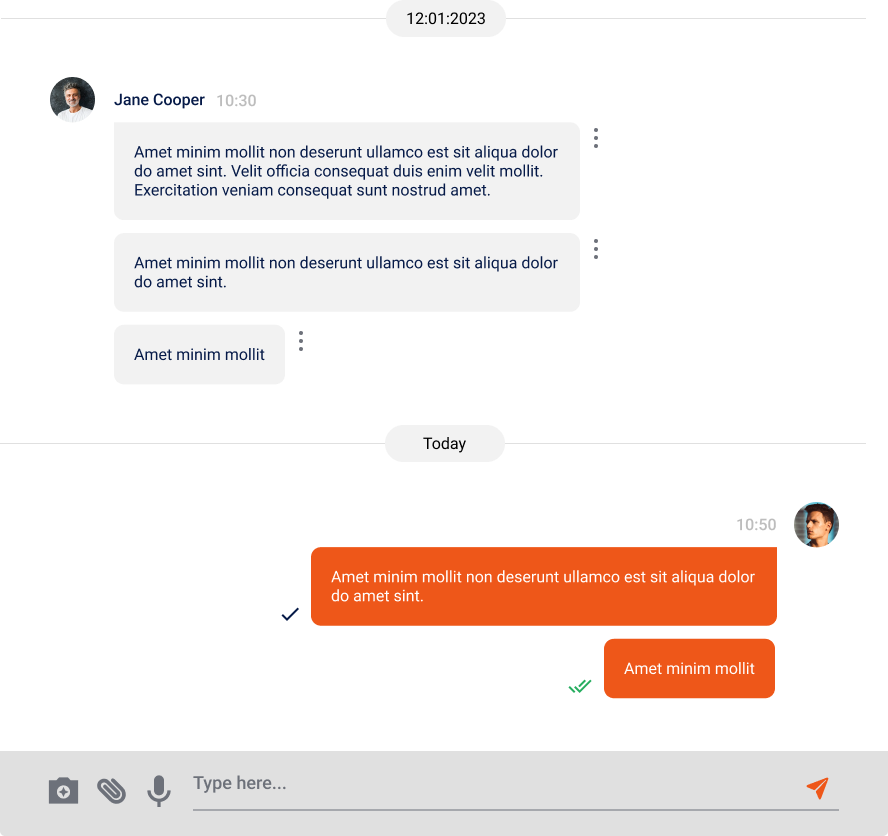 12:01:2023
Jane Cooper 10:30
Amet minim mollit non deserunt ullamco est sit aliqua dolor
do amet sint. Velit officia consequat duis enim velit mollit.
Exercitation veniam consequat sunt nostrud amet.
Amet minim mollit non deserunt ullamco est sit aliqua dolor
do amet sint.
Amet minim mollit
Today
10:50
Amet minim mollit non deserunt ullamco est sit aliqua dolor
do amet sint.
Amet minim mollit
Type here...